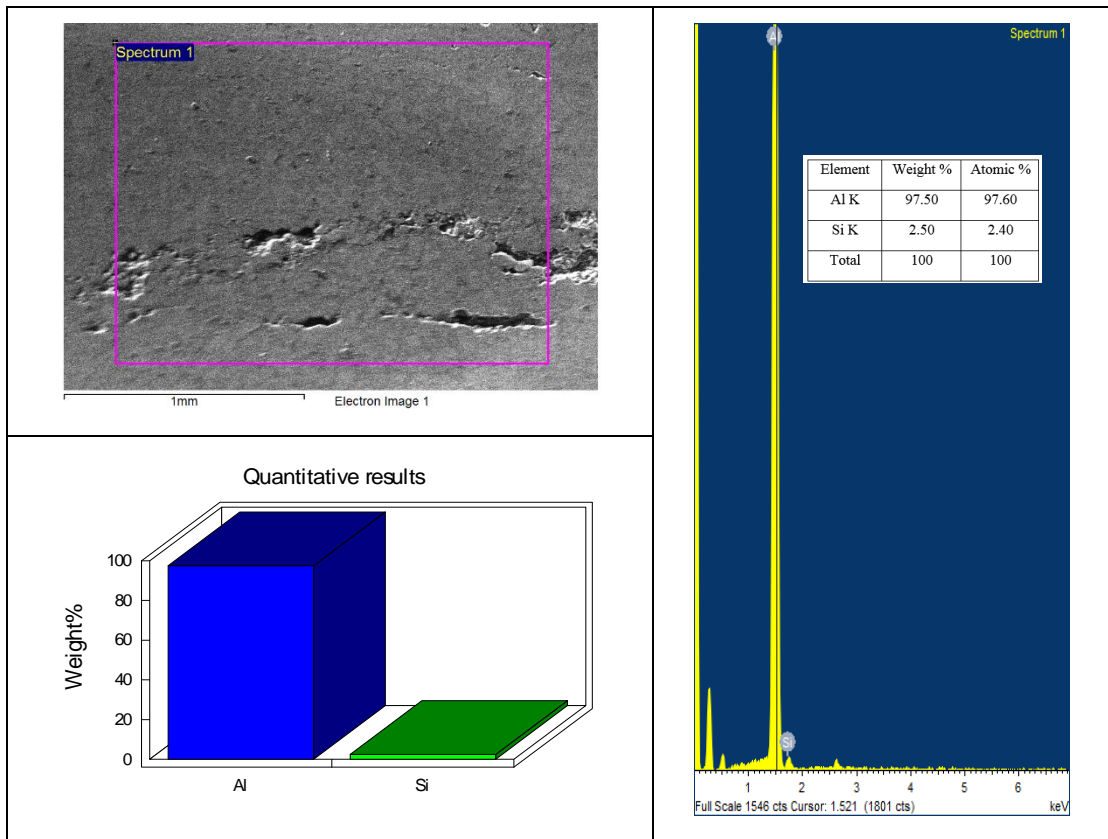 Spectrum 1
1mm Electron Image 1
Quantitative results
Weight%
100
80
60
40
20
0
Al Si
Spectrum 1
Al
Element Weight % Atomic %
Al K 97.50 97.60
Si K 2.50 2.40
Total 100 100
Si
1 2 3 4 5 6
Full Scale 1546 cts Cursor: 1.521 (1801 cts) keV